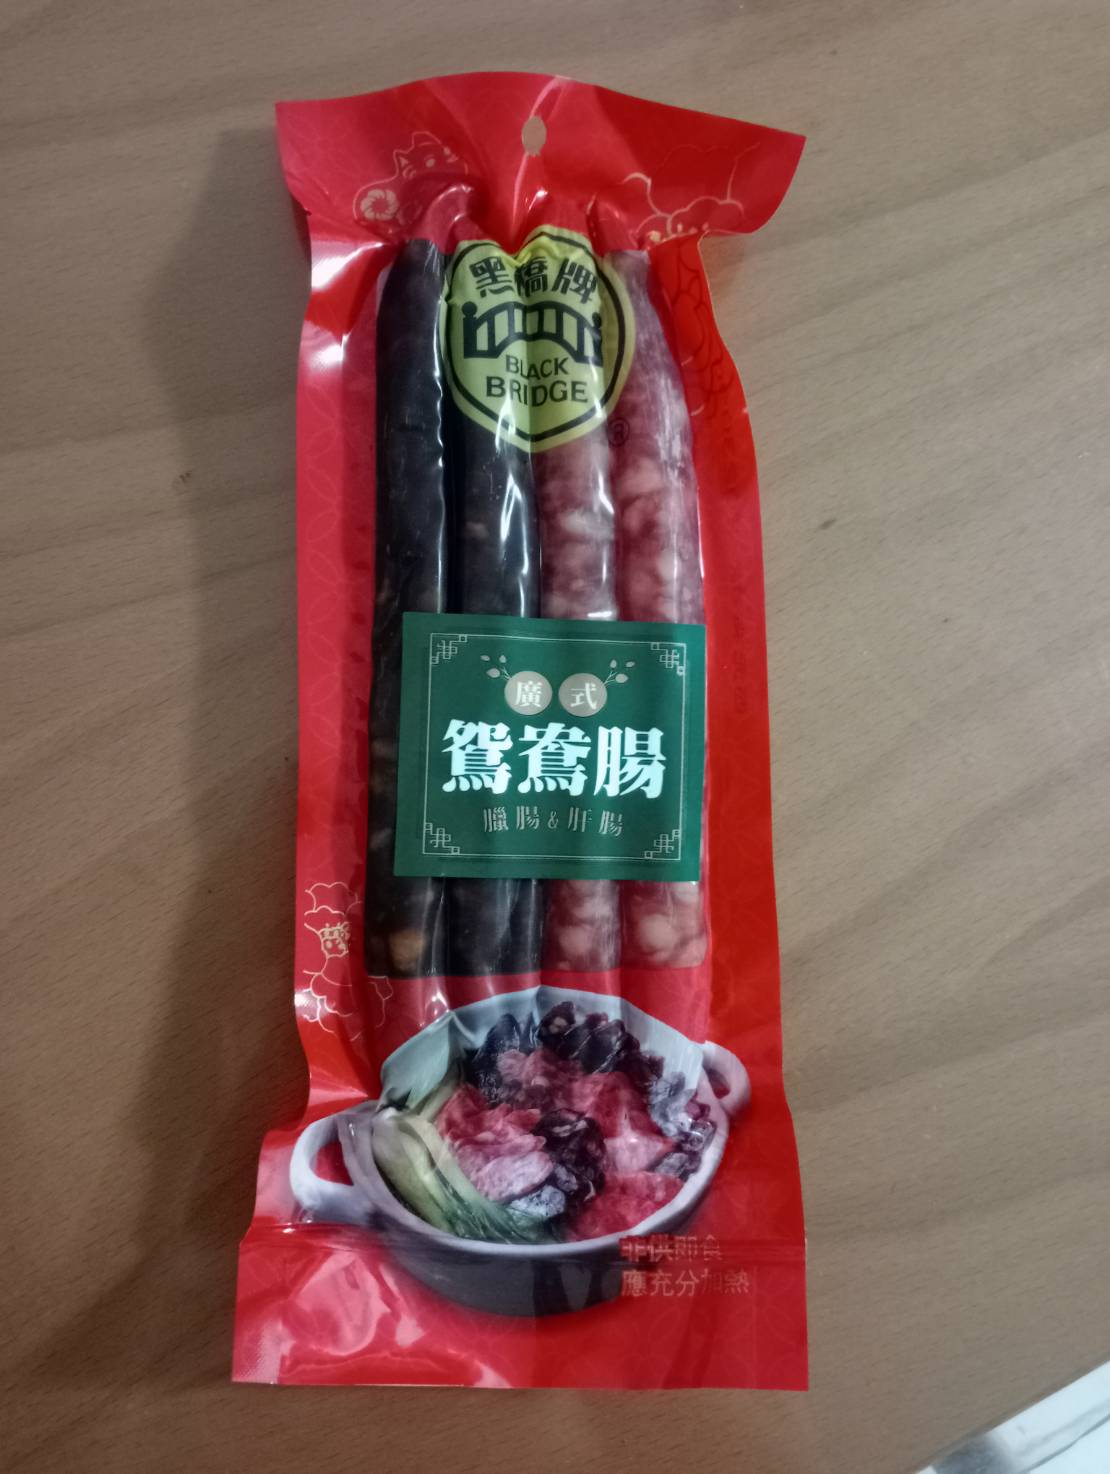 黑橋牌
BLACK
BRIDGE
®
廣式
鴛鴦腸
臘腸&肝腸
非供即食
應充分加熱